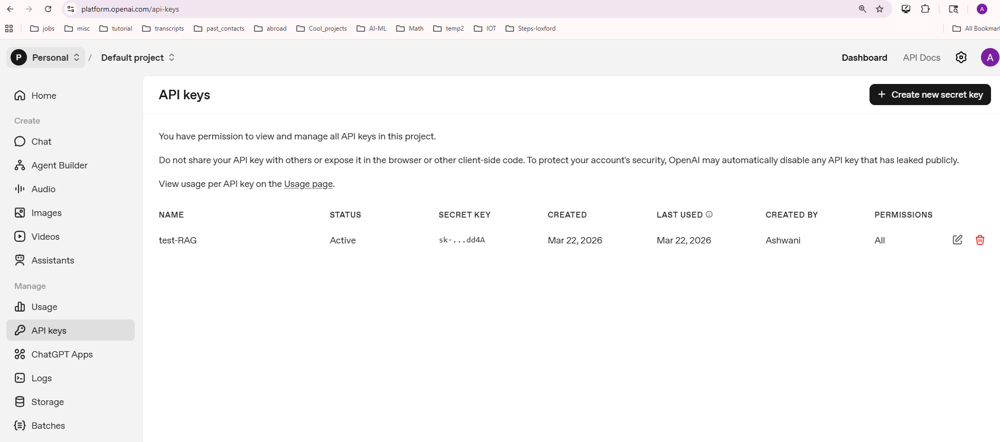 platform.openai.com/api-keys
A
jobs misc tutorial transcripts past_contacts abroad Cool_projects AI-ML Math temp2 IOT Steps-loxford All Bookmar
P Personal / Default project Dashboard API Docs A
Home
Create
Chat
Agent Builder
Audio
Images
Videos
Assistants
Manage
Usage
API keys
ChatGPT Apps
Logs
Storage
Batches
API keys
+ Create new secret key
You have permission to view and manage all API keys in this project.
Do not share your API key with others or expose it in the browser or other client-side code. To protect your account's security, OpenAI may automatically disable any API key that has leaked publicly.
View usage per API key on the Usage page.
NAME STATUS SECRET KEY CREATED LAST USED CREATED BY PERMISSIONS
test-RAG Active sk-...dd4A Mar 22, 2026 Mar 22, 2026 Ashwani All